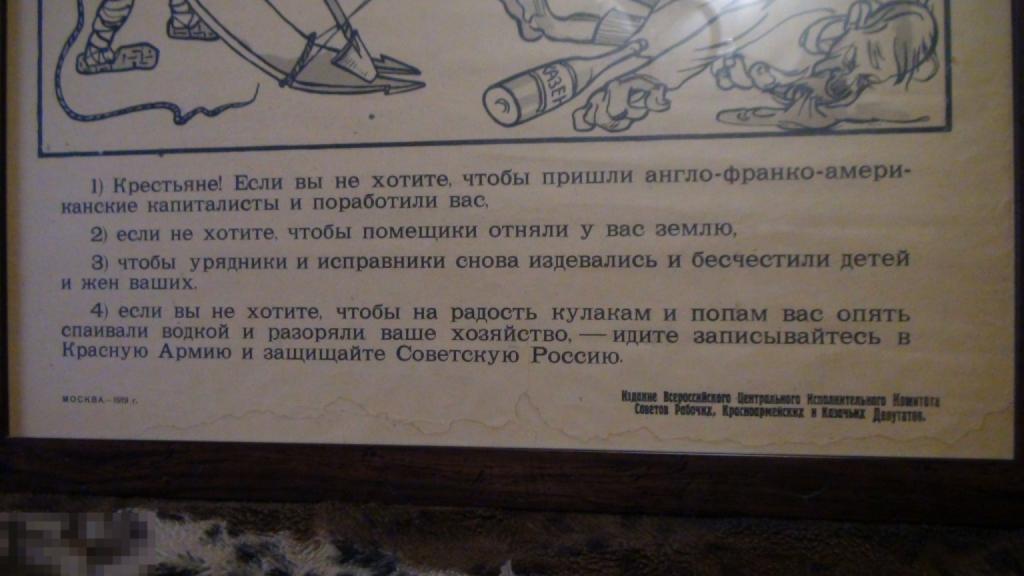 КАЗЕН
1) Крестьяне! Если вы не хотите, чтобы пришли англо-франко-амери-
канские капиталисты и поработили вас,
2) если не хотите, чтобы помещики отняли у вас землю,
3) чтобы урядники и исправники снова издевались и бесчестили детей
и жен ваших,
4) если вы не хотите, чтобы на радость кулакам и попам вас опять
спаивали водкой и разоряли ваше хозяйство, — идите записывайтесь в
Красную Армию и защищайте Советскую Россию.
МОСКВА.—1919 г.
Издание Всероссийского Центрального Исполнительного Комитета
Советов Рабочих, Красноармейских и Казачьих Депутатов.